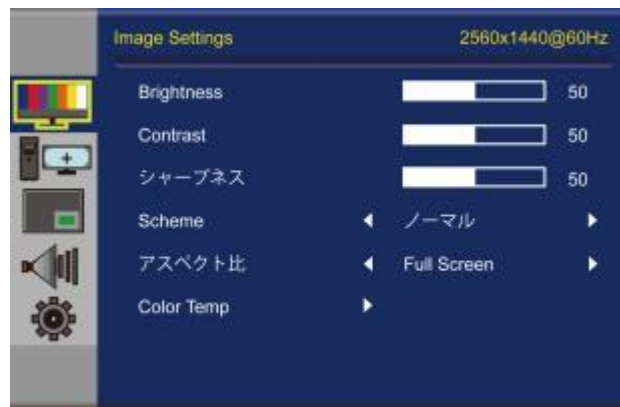 Image Settings 2560x1440@60Hz
Brightness 50
Contrast 50
シャープネス 50
Scheme ノーマル
アスペクト比 Full Screen
Color Temp